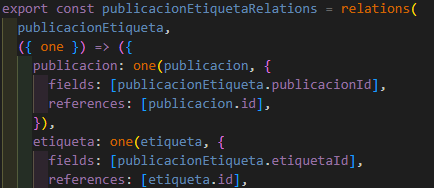 export const publicacionEtiquetaRelations = relations(
  publicacionEtiqueta,
  ({ one }) => ({
    publicacion: one(publicacion, {
      fields: [publicacionEtiqueta.publicacionId],
      references: [publicacion.id],
    }),
    etiqueta: one(etiqueta, {
      fields: [publicacionEtiqueta.etiquetaId],
      references: [etiqueta.id],